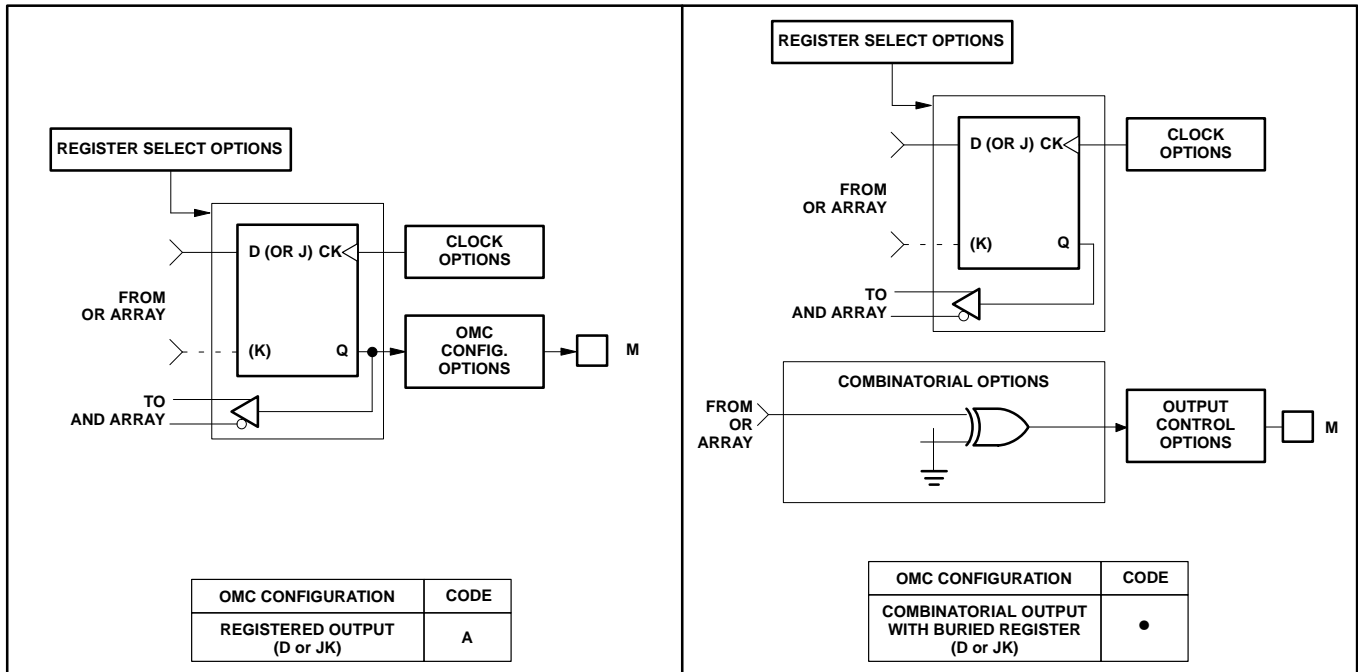 REGISTER SELECT OPTIONS
D (OR J) CK
CLOCK
OPTIONS
FROM
OR ARRAY
(K)
Q
OMC
CONFIG.
OPTIONS
M
TO
AND ARRAY
OMC CONFIGURATION
CODE
REGISTERED OUTPUT
(D or JK)
A
REGISTER SELECT OPTIONS
D (OR J) CK
CLOCK
OPTIONS
FROM
OR ARRAY
(K)
Q
TO
AND ARRAY
COMBINATORIAL OPTIONS
FROM
OR
ARRAY
OUTPUT
CONTROL
OPTIONS
M
OMC CONFIGURATION
CODE
COMBINATORIAL OUTPUT
WITH BURIED REGISTER
(D or JK)
●